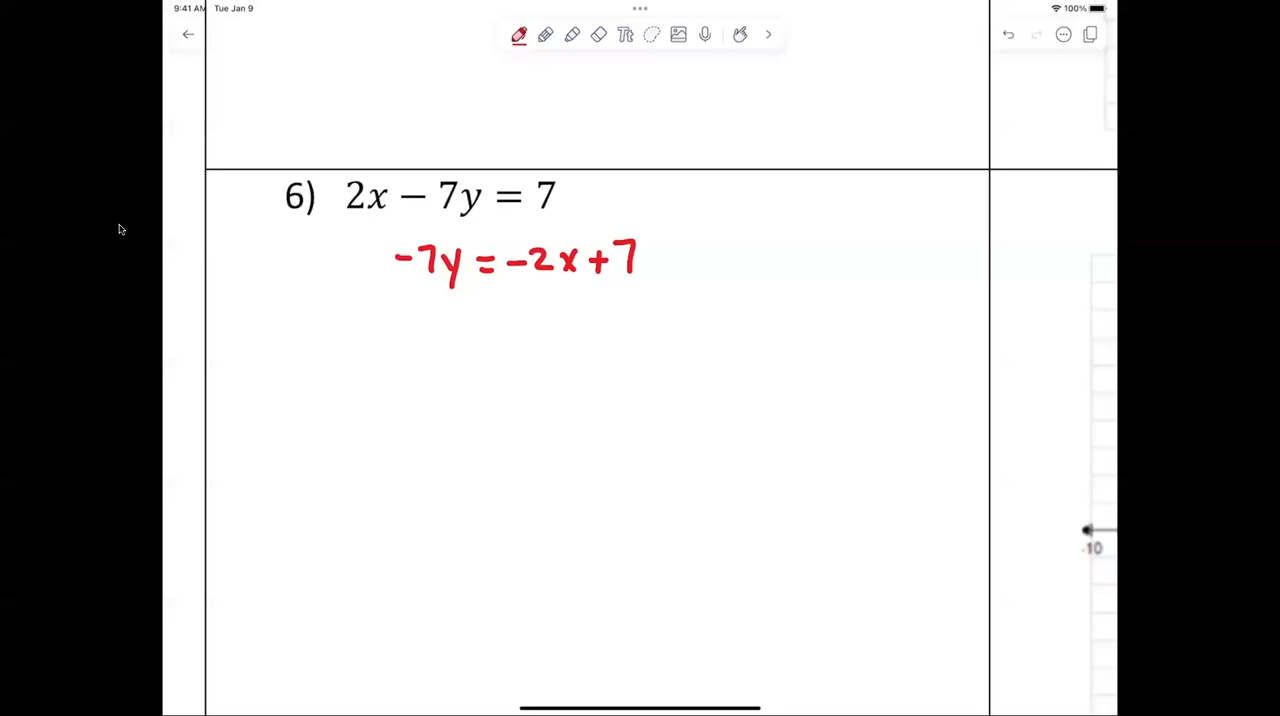 9:41 AM Tue Jan 9 100%
6) 2x − 7y = 7
-7y = -2x + 7
-10